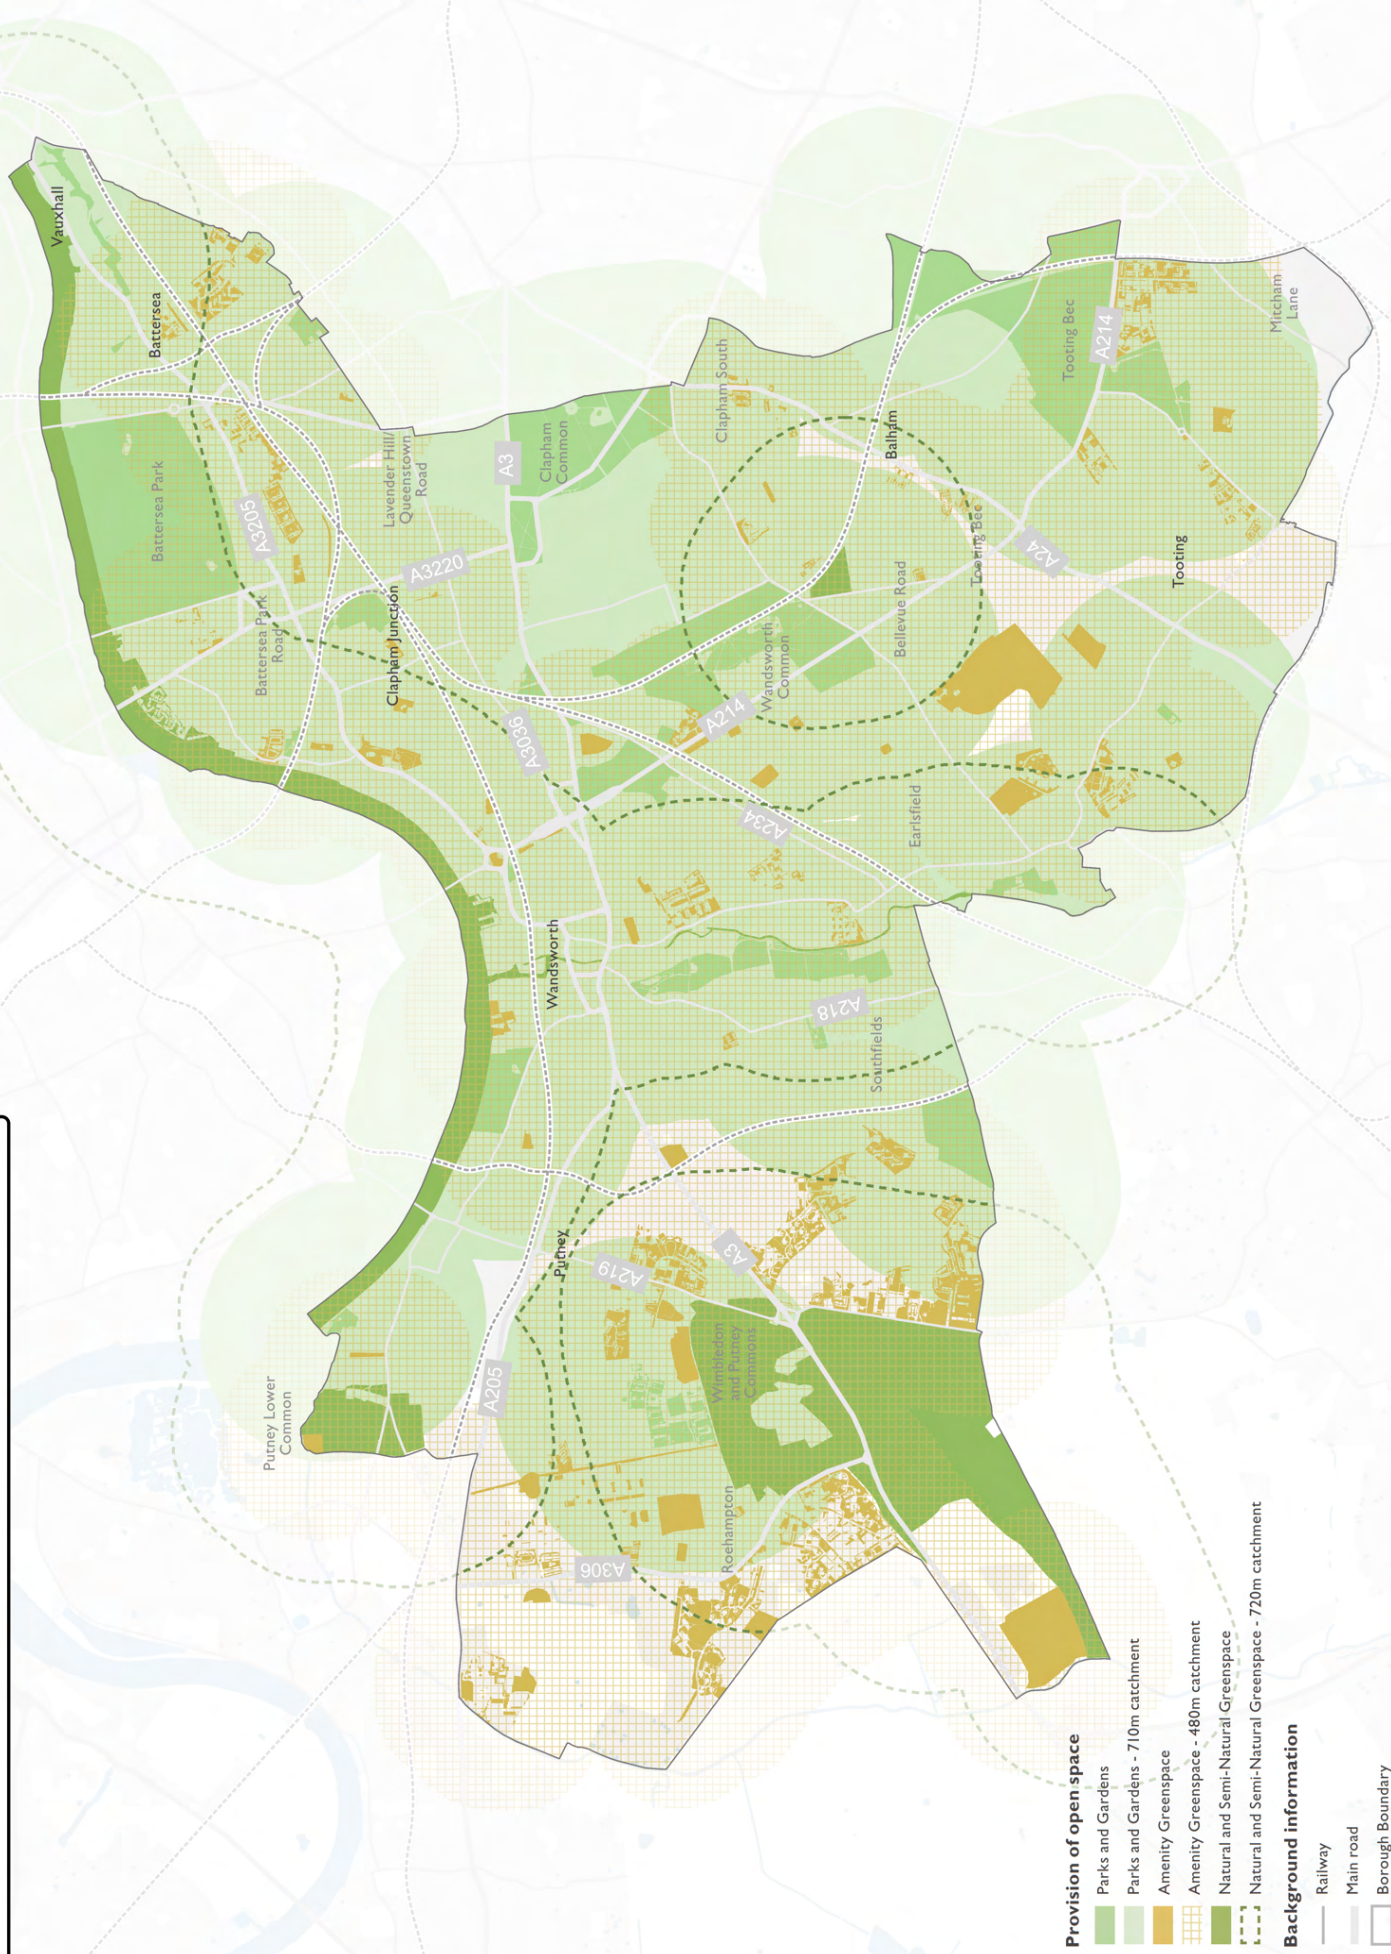 Vauxhall
Battersea
Battersea Park
A3205
Lavender Hill/
Queenstown
Road
A3
Clapham
Common
Clapham South
A3220
Battersea Park
Road
Clapham Junction
A3036
Wandsworth
Common
A214
Bellevue Road
Balham
Tooting Bec
Tooting Bec
A214
Mitcham
Lane
A24
Tooting
A234
Earlsfield
Wandsworth
A218
Southfields
Putney
A219
A3
A205
Putney Lower
Common
Wimbledon
and Putney
Commons
Roehampton
A306
Provision of open space
Parks and Gardens
Parks and Gardens - 710m catchment
Amenity Greenspace
Amenity Greenspace - 480m catchment
Natural and Semi-Natural Greenspace
Natural and Semi-Natural Greenspace - 720m catchment
Background information
Railway
Main road
Borough Boundary